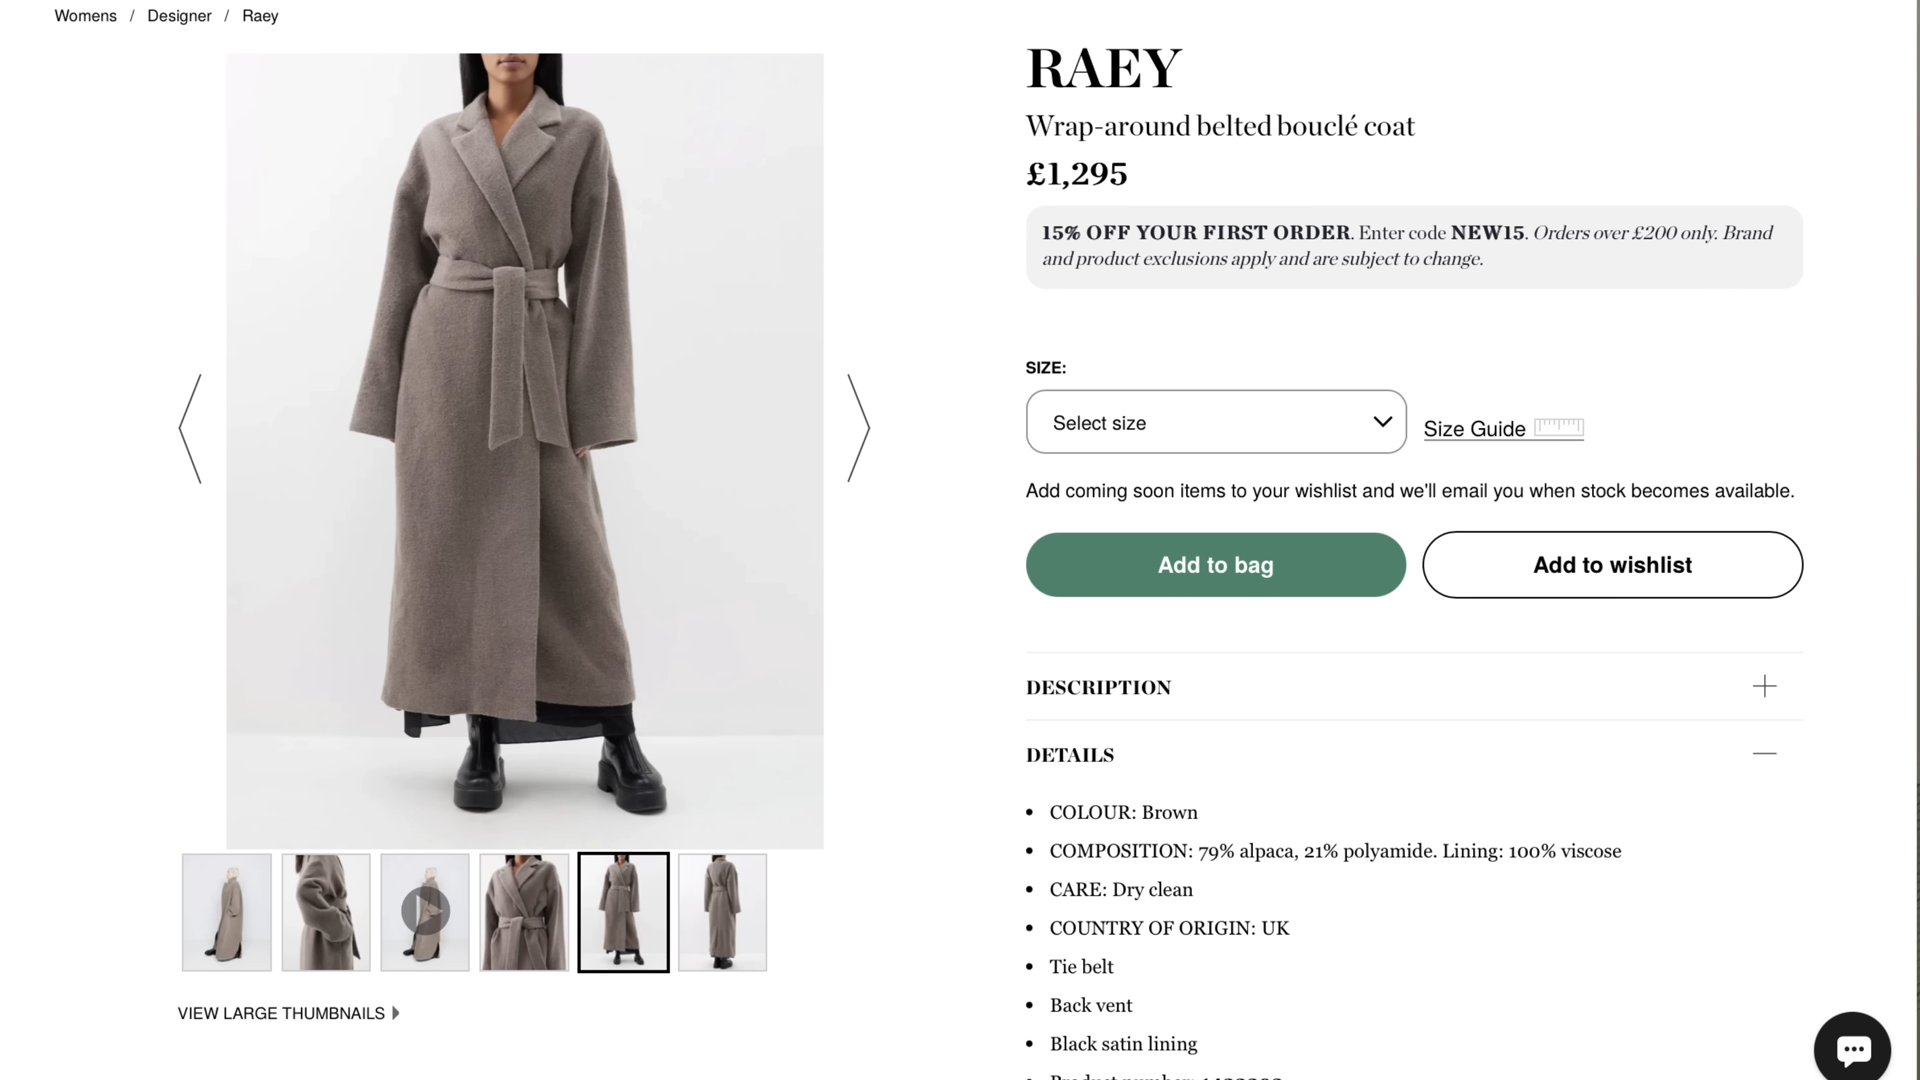 Womens / Designer / Raey
RAEY
Wrap-around belted bouclé coat
£1,295
15% OFF YOUR FIRST ORDER. Enter code NEW15. Orders over £200 only. Brand
and product exclusions apply and are subject to change.
SIZE:
Select size
Size Guide
Add coming soon items to your wishlist and we'll email you when stock becomes available.
Add to bag
Add to wishlist
DESCRIPTION
DETAILS
• COLOUR: Brown
• COMPOSITION: 79% alpaca, 21% polyamide. Lining: 100% viscose
• CARE: Dry clean
• COUNTRY OF ORIGIN: UK
• Tie belt
• Back vent
• Black satin lining
• Product number:
VIEW LARGE THUMBNAILS